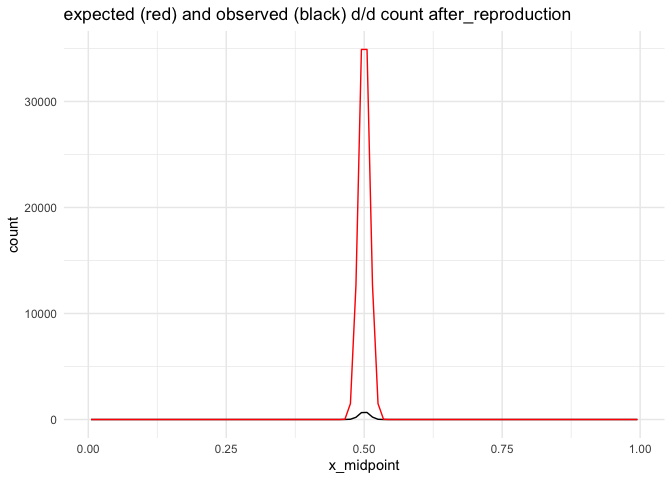 expected (red) and observed (black) d/d count after_reproduction
30000
20000
10000
0
count
0.00 0.25 0.50 0.75 1.00
x_midpoint